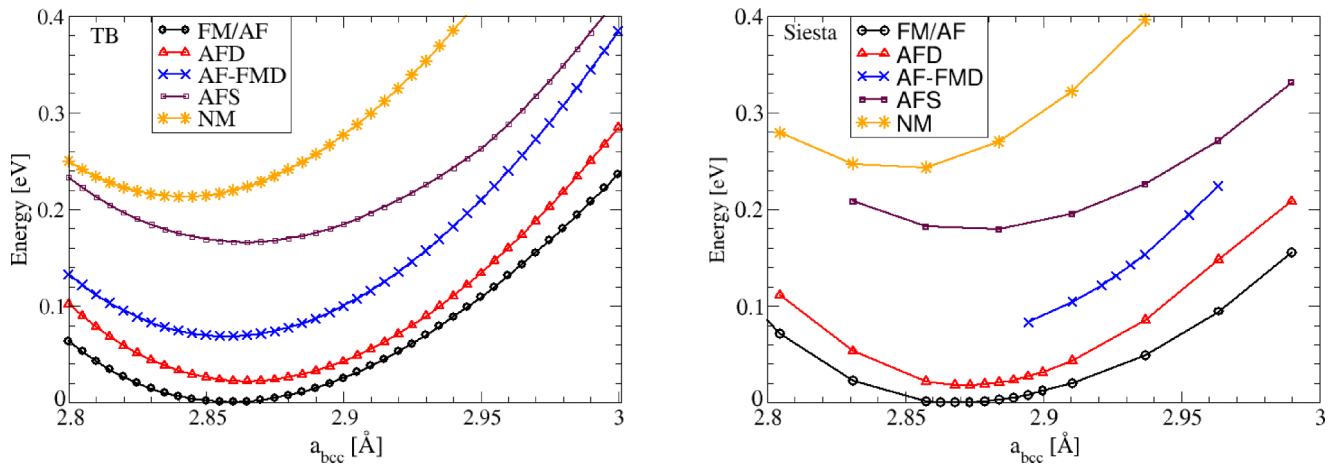 TB
FM/AF
AFD
AF-FMD
AFS
NM
Energy [eV]
0.4
0.3
0.2
0.1
0
2.8
2.85
2.9
2.95
3
a_bcc [Å]
Siesta
FM/AF
AFD
AF-FMD
AFS
NM
Energy [eV]
0.4
0.3
0.2
0.1
0
2.8
2.85
2.9
2.95
3
a_bcc [Å]